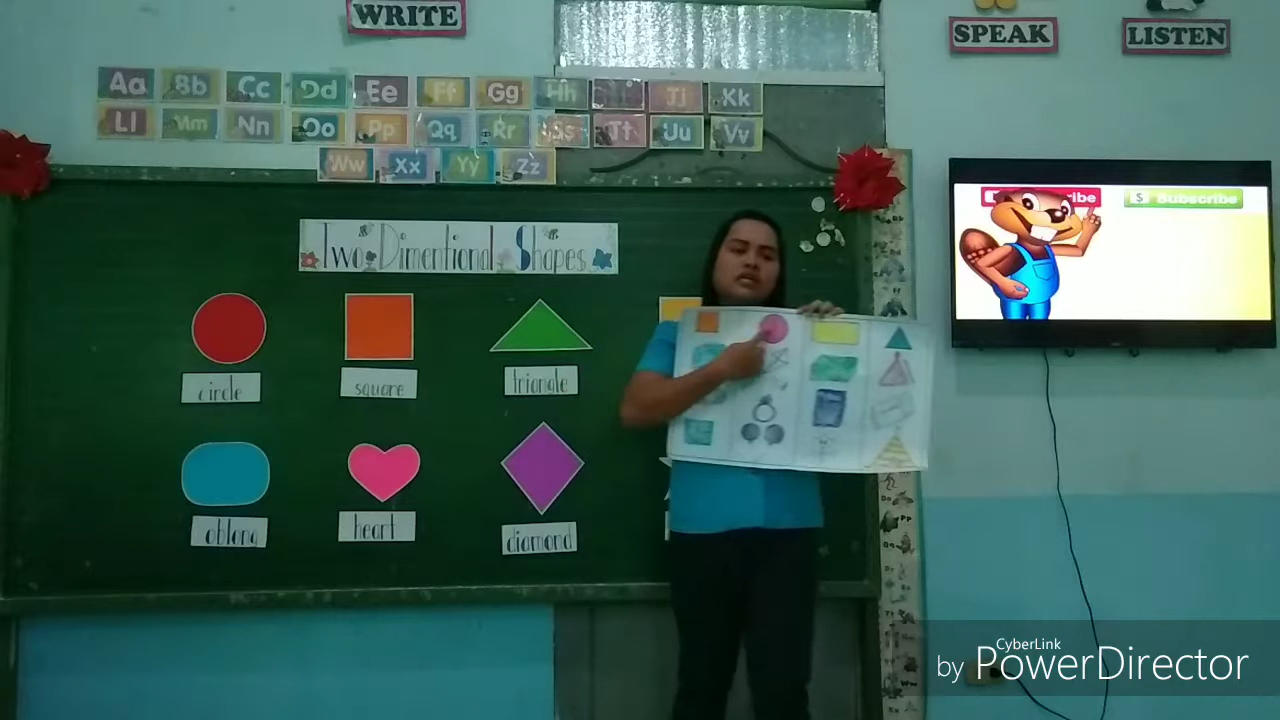 WRITE
SPEAK
LISTEN
Aa Bb Cc Dd Ee Ff Gg Hh Jj Kk
Ll Mm Nn Oo Pp Qq Rr Ss Tt Uu Vv
Ww Xx Yy Zz
Subscribe
Two Dimentional Shapes
circle
square
triangle
oblong
heart
diamond
by CyberLink
PowerDirector